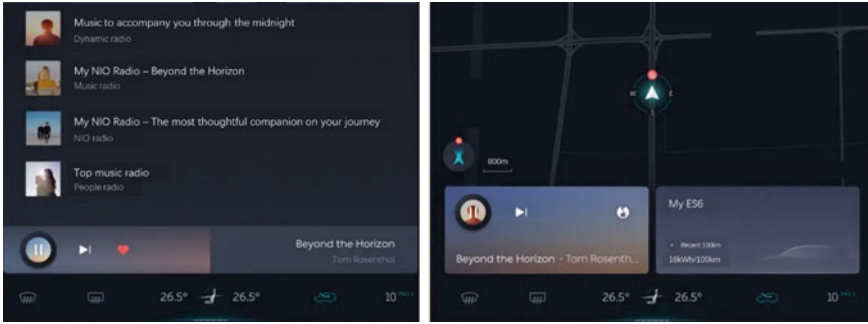 Music to accompany you through the midnight
Dynamic radio
My NIO Radio – Beyond the Horizon
Music radio
My NIO Radio – The most thoughtful companion on your journey
NIO radio
Top music radio
People radio
Beyond the Horizon
Tom Rosenthal
26.5° 26.5°
10
N
W E
S
800m
My ES6
Recent 100km
18kWh/100km
Beyond the Horizon - Tom Rosenth...
26.5° 26.5°
10